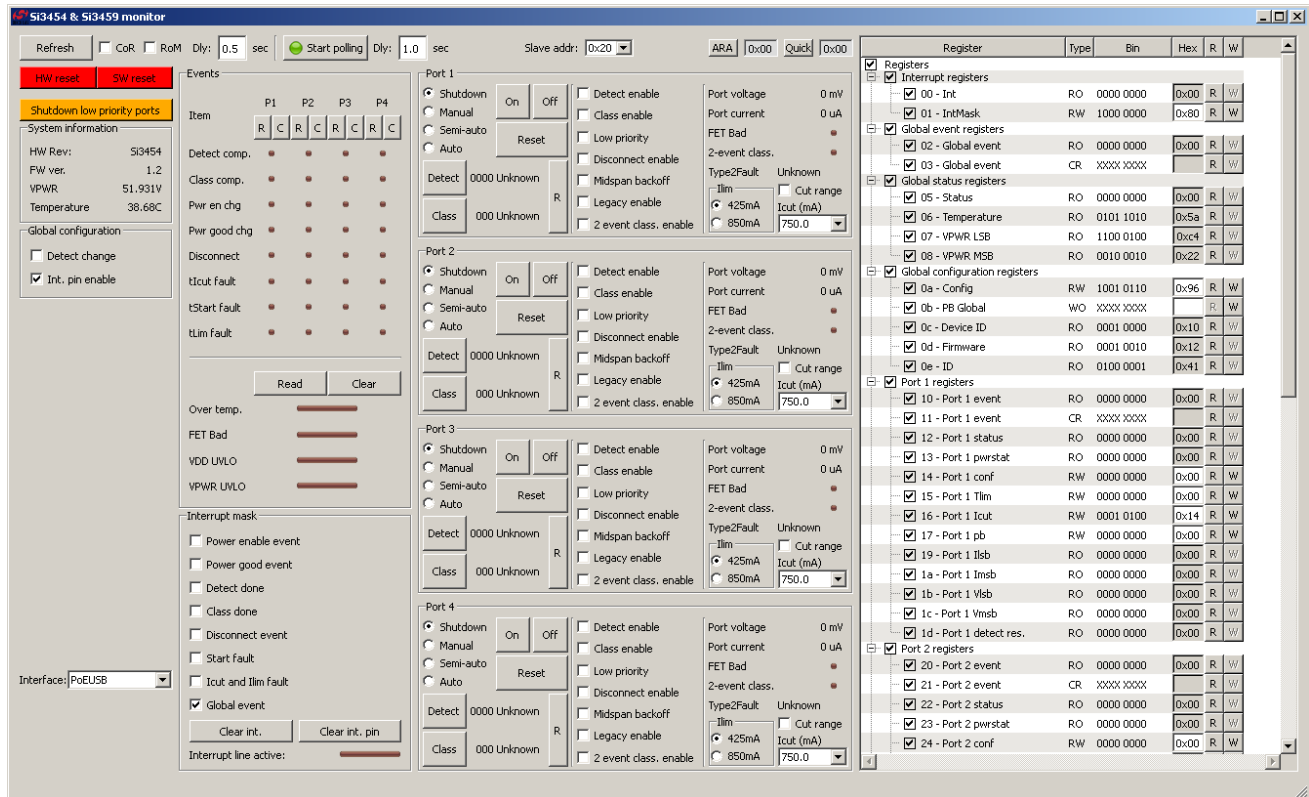 Si3454 & Si3459 monitor
Refresh CoR RoM Dly: 0.5 sec Start polling Dly: 1.0 sec Slave addr: 0x20 ARA 0x00 Quick 0x00
HW reset SW reset
Shutdown low priority ports
System information
HW Rev: Si3454
FW ver. 1.2
VPWR 51.931V
Temperature 38.68C
Global configuration
Detect change
Int. pin enable
Interface: PoEUSB
Events
P1 P2 P3 P4
Item R C R C R C R C
Detect comp.
Class comp.
Pwr en chg
Pwr good chg
Disconnect
tIcut fault
tStart fault
tLim fault
Read Clear
Over temp.
FET Bad
VDD UVLO
VPWR UVLO
Interrupt mask
Power enable event
Power good event
Detect done
Class done
Disconnect event
Start fault
Icut and Ilim fault
Global event
Clear int. Clear int. pin
Interrupt line active:
Port 1
Shutdown On Off Detect enable Port voltage 0 mV
Manual Class enable Port current 0 uA
Semi-auto Reset Low priority FET Bad
Auto Disconnect enable 2-event class.
Detect 0000 Unknown R Midspan backoff Type2Fault Unknown
Legacy enable Ilim Cut range
Class 000 Unknown 2 event class. enable 425mA Icut (mA)
850mA 750.0
Port 2
Shutdown On Off Detect enable Port voltage 0 mV
Manual Class enable Port current 0 uA
Semi-auto Reset Low priority FET Bad
Auto Disconnect enable 2-event class.
Detect 0000 Unknown R Midspan backoff Type2Fault Unknown
Legacy enable Ilim Cut range
Class 000 Unknown 2 event class. enable 425mA Icut (mA)
850mA 750.0
Port 3
Shutdown On Off Detect enable Port voltage 0 mV
Manual Class enable Port current 0 uA
Semi-auto Reset Low priority FET Bad
Auto Disconnect enable 2-event class.
Detect 0000 Unknown R Midspan backoff Type2Fault Unknown
Legacy enable Ilim Cut range
Class 000 Unknown 2 event class. enable 425mA Icut (mA)
850mA 750.0
Port 4
Shutdown On Off Detect enable Port voltage 0 mV
Manual Class enable Port current 0 uA
Semi-auto Reset Low priority FET Bad
Auto Disconnect enable 2-event class.
Detect 0000 Unknown R Midspan backoff Type2Fault Unknown
Legacy enable Ilim Cut range
Class 000 Unknown 2 event class. enable 425mA Icut (mA)
850mA 750.0
Register Type Bin Hex R W
Registers
Interrupt registers
00 - Int RO 0000 0000 0x00 R W
01 - IntMask RW 1000 0000 0x80 R W
Global event registers
02 - Global event RO 0000 0000 0x00 R W
03 - Global event CR XXXX XXXX R W
Global status registers
05 - Status RO 0000 0000 0x00 R W
06 - Temperature RO 0101 1010 0x5a R W
07 - VPWR LSB RO 1100 0100 0xc4 R W
08 - VPWR MSB RO 0010 0010 0x22 R W
Global configuration registers
0a - Config RW 1001 0110 0x96 R W
0b - PB Global WO XXXX XXXX R W
0c - Device ID RO 0001 0000 0x10 R W
0d - Firmware RO 0001 0010 0x12 R W
0e - ID RO 0100 0001 0x41 R W
Port 1 registers
10 - Port 1 event RO 0000 0000 0x00 R W
11 - Port 1 event CR XXXX XXXX R W
12 - Port 1 status RO 0000 0000 0x00 R W
13 - Port 1 pwrstat RO 0000 0000 0x00 R W
14 - Port 1 conf RW 0000 0000 0x00 R W
15 - Port 1 Tlim RW 0000 0000 0x00 R W
16 - Port 1 Icut RW 0001 0100 0x14 R W
17 - Port 1 pb RW 0000 0000 0x00 R W
19 - Port 1 Ilsb RO 0000 0000 0x00 R W
1a - Port 1 Imsb RO 0000 0000 0x00 R W
1b - Port 1 Vlsb RO 0000 0000 0x00 R W
1c - Port 1 Vmsb RO 0000 0000 0x00 R W
1d - Port 1 detect res. RO 0000 0000 0x00 R W
Port 2 registers
20 - Port 2 event RO 0000 0000 0x00 R W
21 - Port 2 event CR XXXX XXXX R W
22 - Port 2 status RO 0000 0000 0x00 R W
23 - Port 2 pwrstat RO 0000 0000 0x00 R W
24 - Port 2 conf RW 0000 0000 0x00 R W